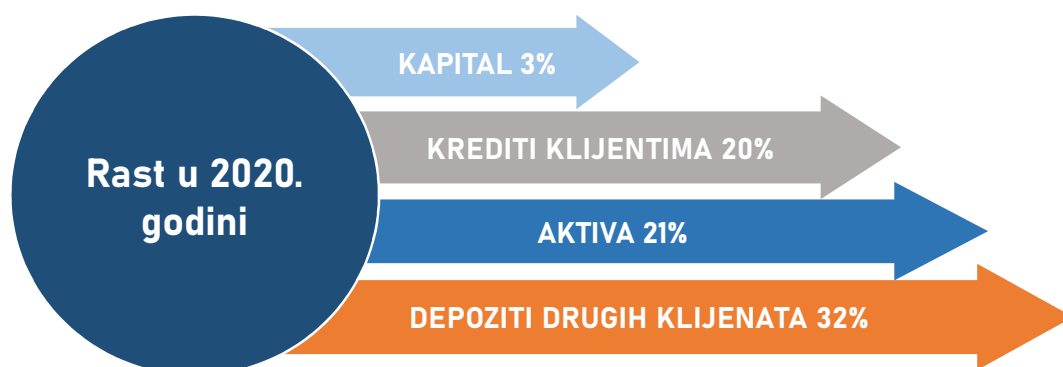 Rast u 2020.
godini
KAPITAL 3%
KREDITI KLIJENTIMA 20%
AKTIVA 21%
DEPOZITI DRUGIH KLIJENATA 32%